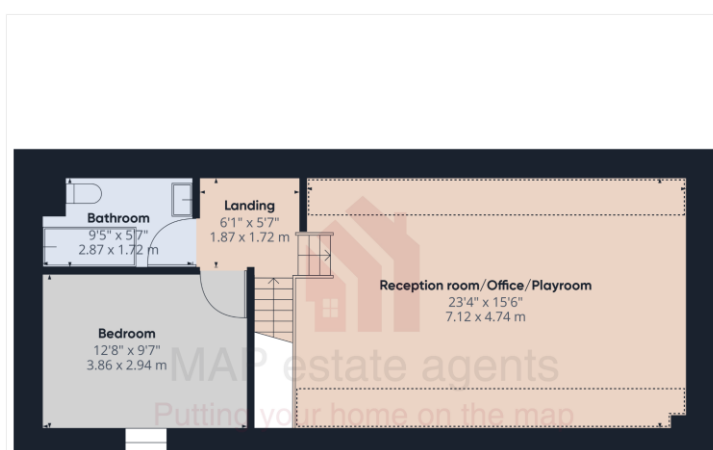 Bathroom
9'5" x 5'7"
2.87 x 1.72 m
Landing
6'1" x 5'7"
1.87 x 1.72 m
Reception room/Office/Playroom
23'4" x 15'6"
7.12 x 4.74 m
Bedroom
12'8" x 9'7"
3.86 x 2.94 m
MAP estate agents
Putting your home on the map